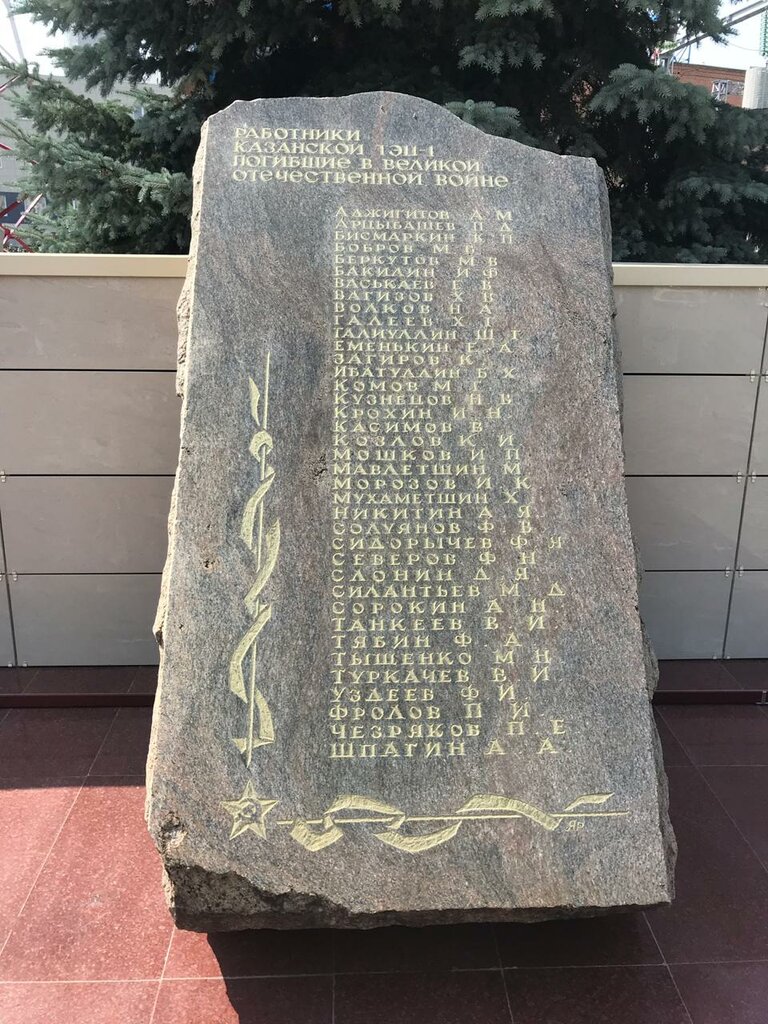 РАБОТНИКИ
КАЗАНСКОЙ ТЭЦ-1
ПОГИБШИЕ В ВЕЛИКОЙ
ОТЕЧЕСТВЕННОЙ ВОЙНЕ
АДЖИГИТОВ А М
АРЦЫБАШЕВ П Д
БИСМАРКИН К П
БОБРОВ М В
БЕРКУТОВ М В
БАКИЛИН И Ф
ВАСЬКАЕВ Е В
ВАГИЗОВ Х В
ВОЛКОВ Н А
ГАЛЕЕВ Х Г
ГАЛИУЛЛИН Ш Г
ЕМЕНЬКИН Е А
ЗАГИРОВ К
ИБАТУЛЛИН Б Х
КОМОВ М Г
КУЗНЕЦОВ Н В
КРОХИН И Н
КАСИМОВ В
КОЗЛОВ К И
МОШКОВ И П
МАВЛЕТШИН М
МОРОЗОВ И К
МУХАМЕТШИН Х
НИКИТИН А Я
СОЛУЯНОВ Ф В
СИДОРЫЧЕВ Ф Я
СЕВЕРОВ Ф Н
СЛОНИН Д Я
СИЛАНТЬЕВ М Д
СОРОКИН А Н
ТАНКЕЕВ В И
ТЯБИН Ф А
ТЫЩЕНКО М Н
ТУРКАЧЕВ В И
УЗДЕЕВ Ф И
ФРОЛОВ П И
ЧЕЗРЯКОВ П Е
ШПАГИН А А
ЯР